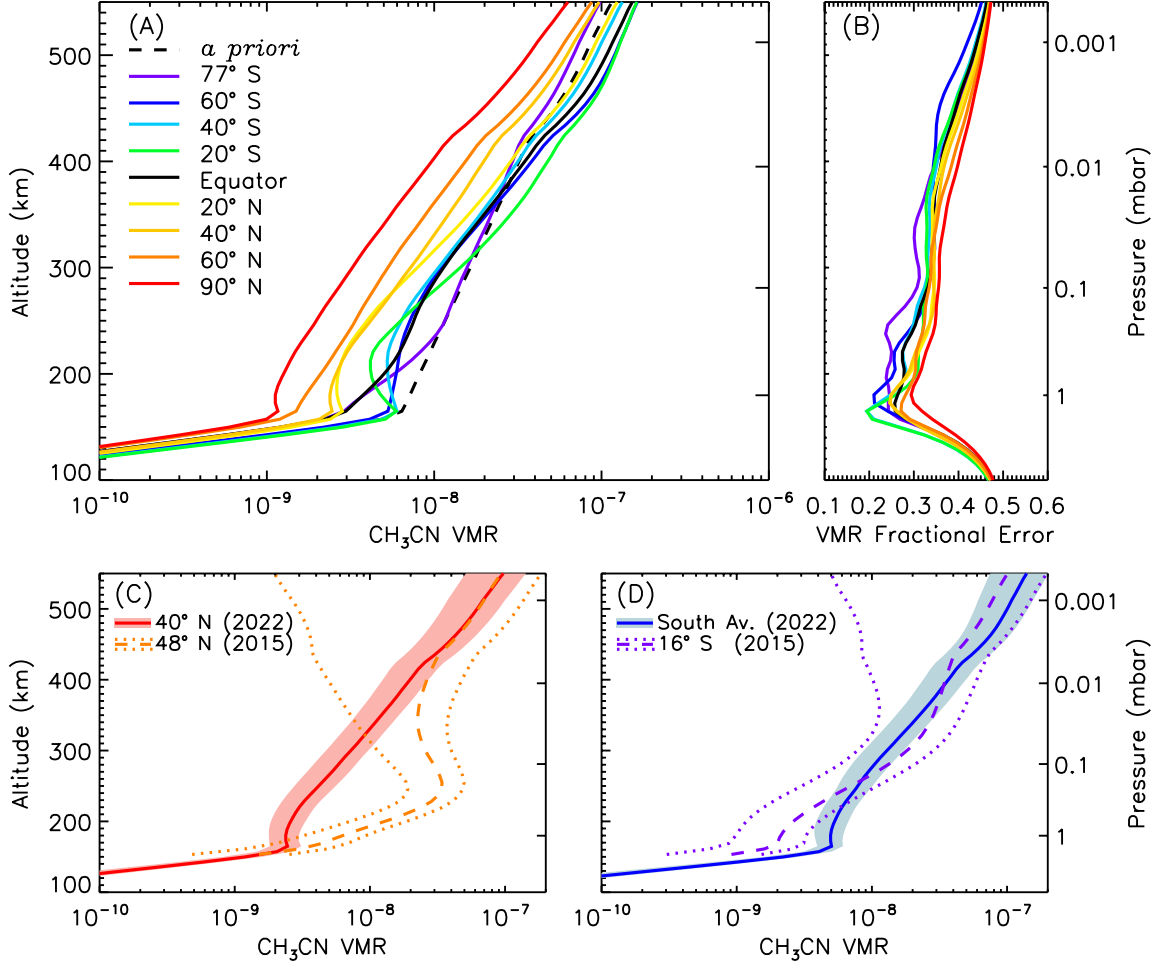 (A)
a priori
77° S
60° S
40° S
20° S
Equator
20° N
40° N
60° N
90° N
500
400
300
200
100
Altitude (km)
10⁻¹⁰
10⁻⁹
10⁻⁸
10⁻⁷
10⁻⁶
CH₃CN VMR
(B)
0.001
0.01
0.1
1
Pressure (mbar)
0.1 0.2 0.3 0.4 0.5 0.6
VMR Fractional Error
(C)
40° N (2022)
48° N (2015)
500
400
300
200
100
Altitude (km)
10⁻¹⁰
10⁻⁹
10⁻⁸
10⁻⁷
CH₃CN VMR
(D)
South Av. (2022)
16° S (2015)
0.001
0.01
0.1
1
Pressure (mbar)
10⁻¹⁰
10⁻⁹
10⁻⁸
10⁻⁷
CH₃CN VMR